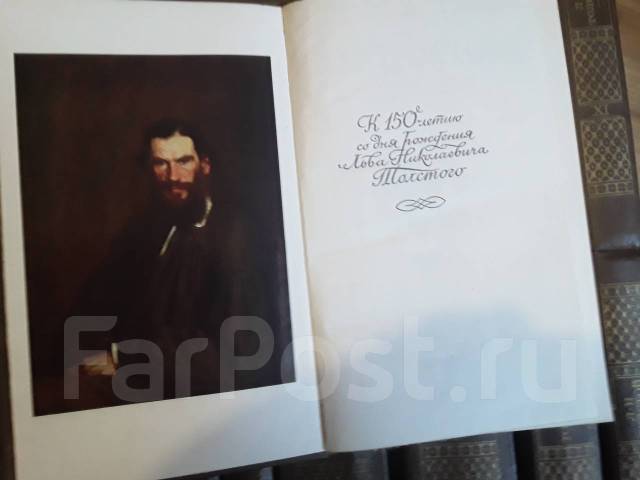 К 150-летию
со дня рождения
Льва Николаевича
Толстого
FarPost.ru